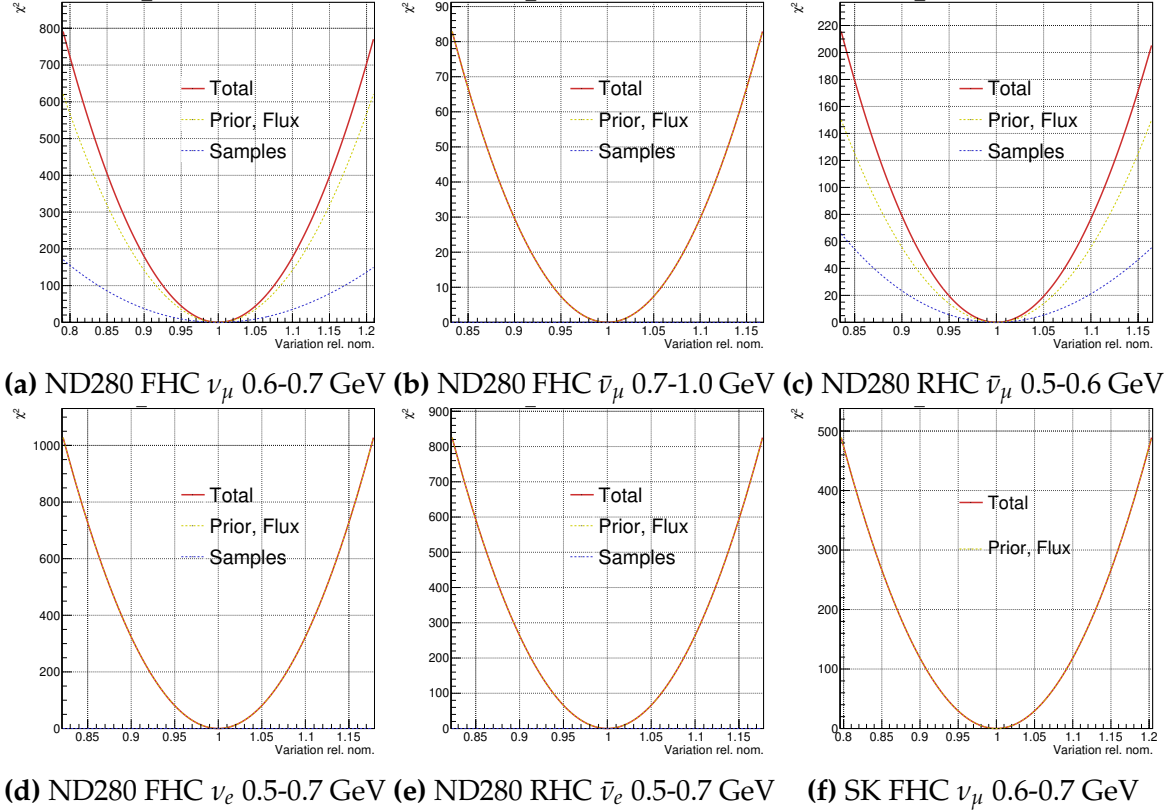 χ²
800
700
600
500
400
300
200
100
0
Total
Prior, Flux
Samples
0.8 0.85 0.9 0.95 1 1.05 1.1 1.15 1.2
Variation rel. nom.
χ²
90
80
70
60
50
40
30
20
10
0
Total
Prior, Flux
Samples
0.9 0.95 1 1.05 1.1 1.15
Variation rel. nom.
χ²
220
200
180
160
140
120
100
80
60
40
20
0
Total
Prior, Flux
Samples
0.85 0.9 0.95 1 1.05 1.1 1.15
Variation rel. nom.
(a) ND280 FHC νμ 0.6-0.7 GeV (b) ND280 FHC ν̄μ 0.7-1.0 GeV (c) ND280 RHC ν̄μ 0.5-0.6 GeV
χ²
1000
800
600
400
200
0
Total
Prior, Flux
Samples
0.85 0.9 0.95 1 1.05 1.1 1.15
Variation rel. nom.
χ²
900
800
700
600
500
400
300
200
100
0
Total
Prior, Flux
Samples
0.85 0.9 0.95 1 1.05 1.1 1.15
Variation rel. nom.
χ²
500
400
300
200
100
0
Total
Prior, Flux
0.8 0.85 0.9 0.95 1 1.05 1.1 1.15 1.2
Variation rel. nom.
(d) ND280 FHC νe 0.5-0.7 GeV (e) ND280 RHC ν̄e 0.5-0.7 GeV (f) SK FHC νμ 0.6-0.7 GeV